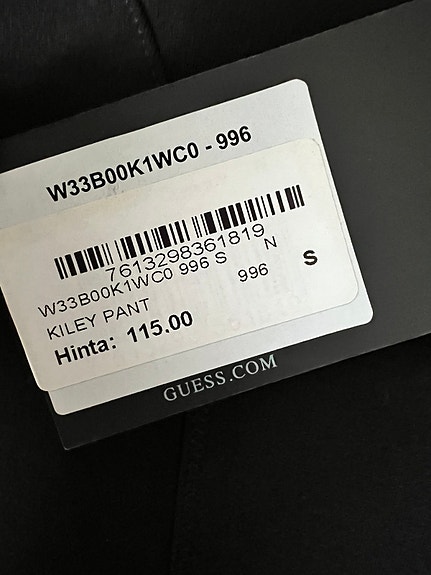 W33B00K1WC0 - 996
7613298361819
W33B00K1WC0 996 S N
KILEY PANT 996 S
Hinta: 115.00
GUESS.COM